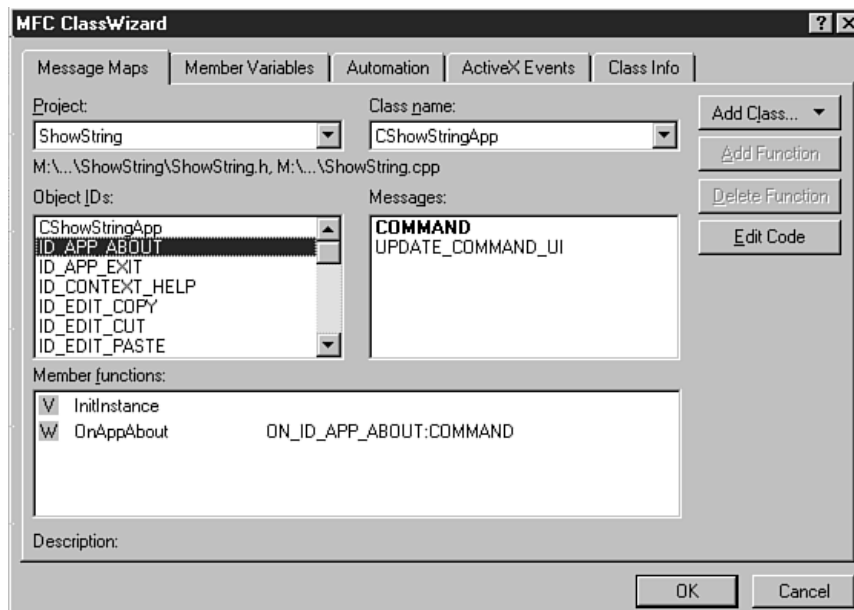 MFC ClassWizard
Message Maps Member Variables Automation ActiveX Events Class Info
Project: Class name:
ShowString CShowStringApp Add Class...
M:\...\ShowString\ShowString.h, M:\...\ShowString.cpp Add Function
Object IDs: Messages: Delete Function
CShowStringApp COMMAND
ID_APP_ABOUT UPDATE_COMMAND_UI Edit Code
ID_APP_EXIT
ID_CONTEXT_HELP
ID_EDIT_COPY
ID_EDIT_CUT
ID_EDIT_PASTE
Member functions:
V InitInstance
W OnAppAbout ON_ID_APP_ABOUT:COMMAND
Description:
OK Cancel